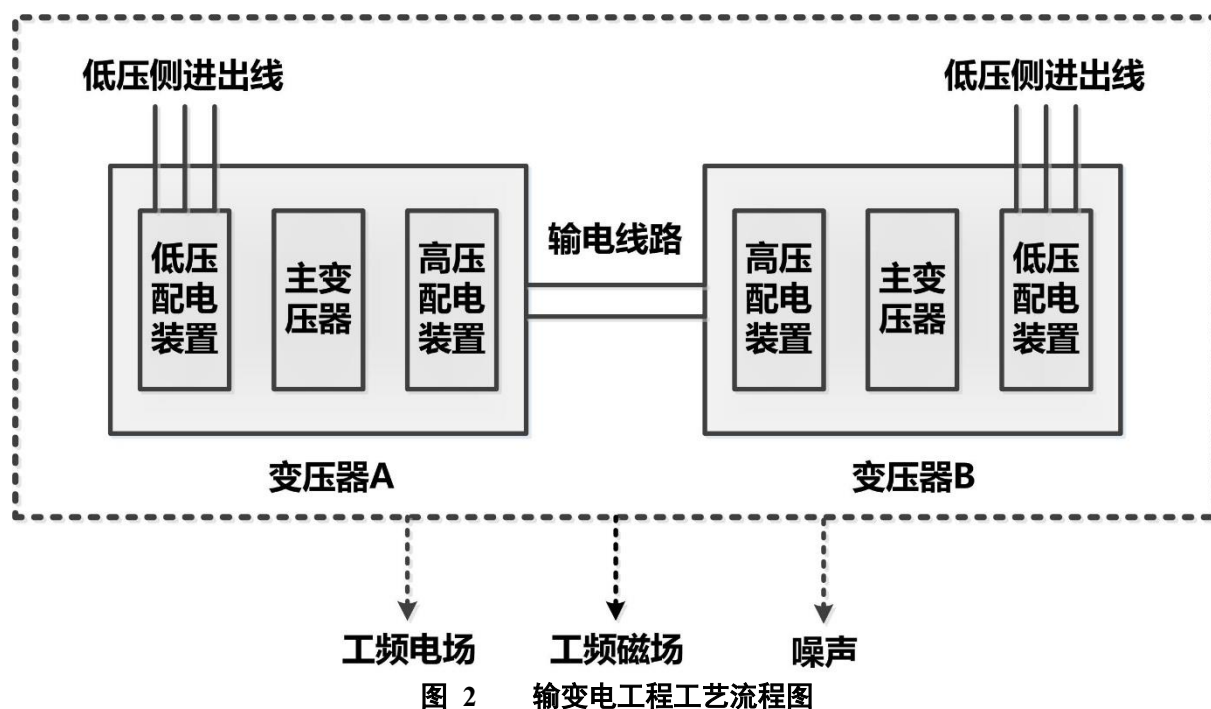 低压侧进出线
低压侧进出线
低压
配电
装置
主变
压器
高压
配电
装置
输电线路
高压
配电
装置
主变
压器
低压
配电
装置
变压器A
变压器B
工频电场
工频磁场
噪声
图 2 输变电工程工艺流程图